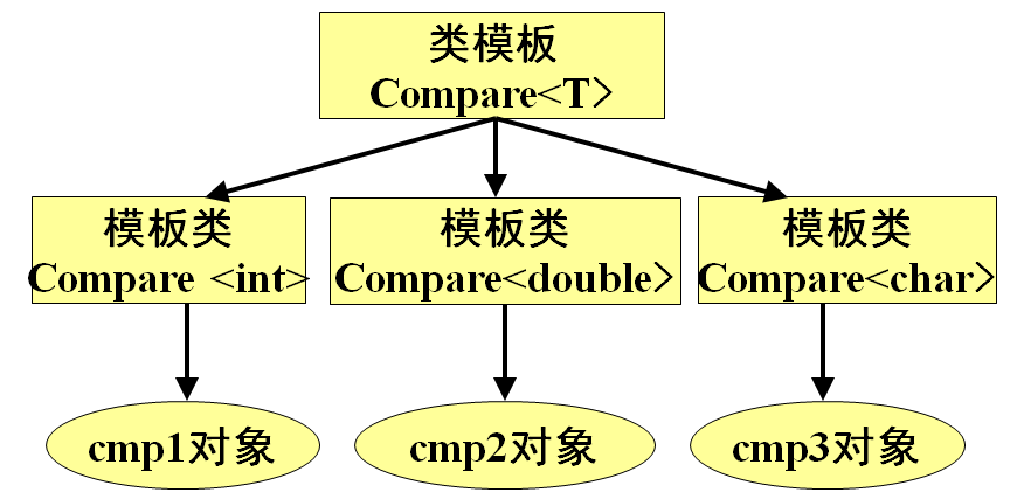 类模板
Compare<T>
模板类
Compare <int>
模板类
Compare<double>
模板类
Compare<char>
cmp1对象
cmp2对象
cmp3对象